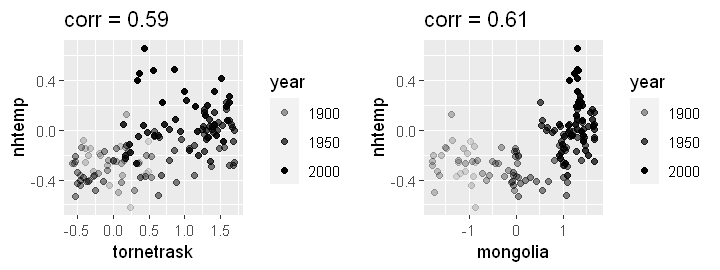 corr = 0.59
nhtemp
0.4
0.0
-0.4
-0.5
0.0
0.5
1.0
1.5
tornetrask
year
1900
1950
2000
corr = 0.61
nhtemp
0.4
0.0
-0.4
-1
0
1
mongolia
year
1900
1950
2000